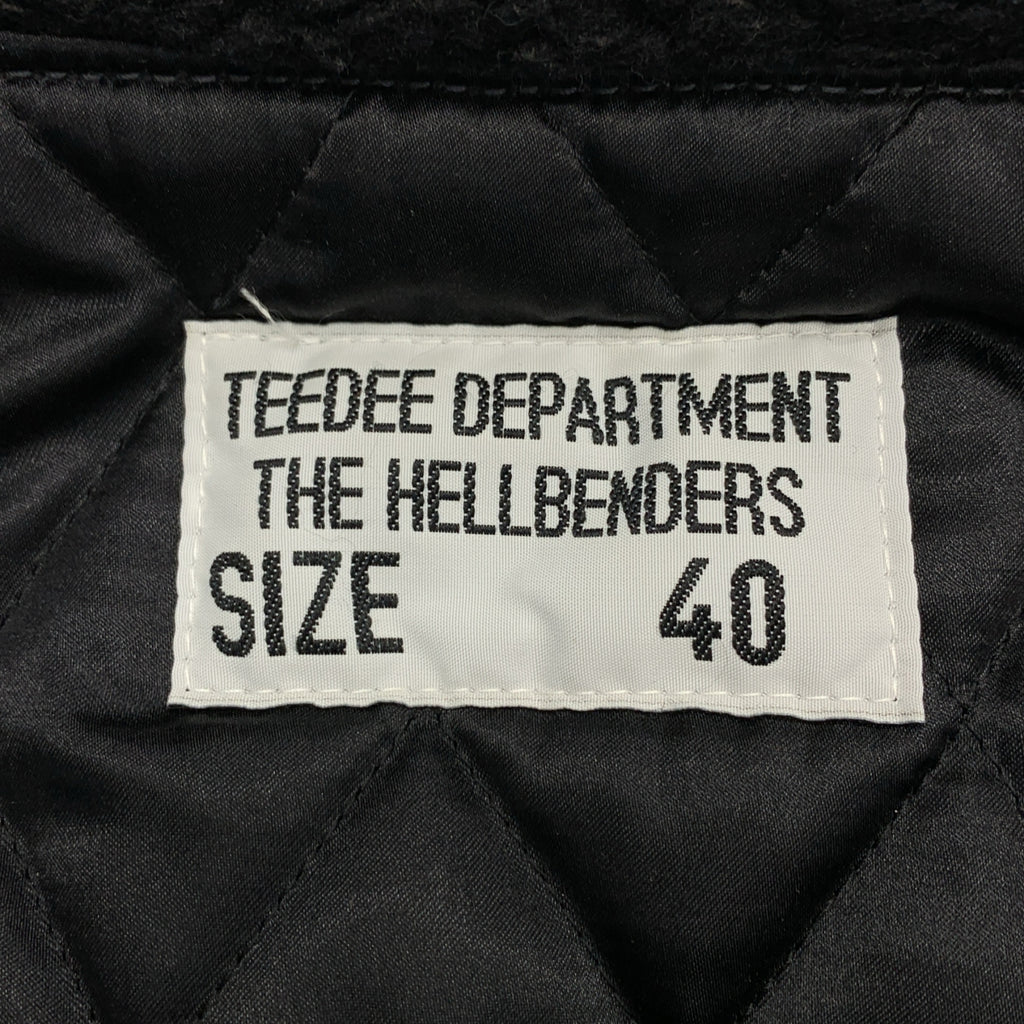 TEEDEE DEPARTMENT
THE HELLBENDERS
SIZE 40